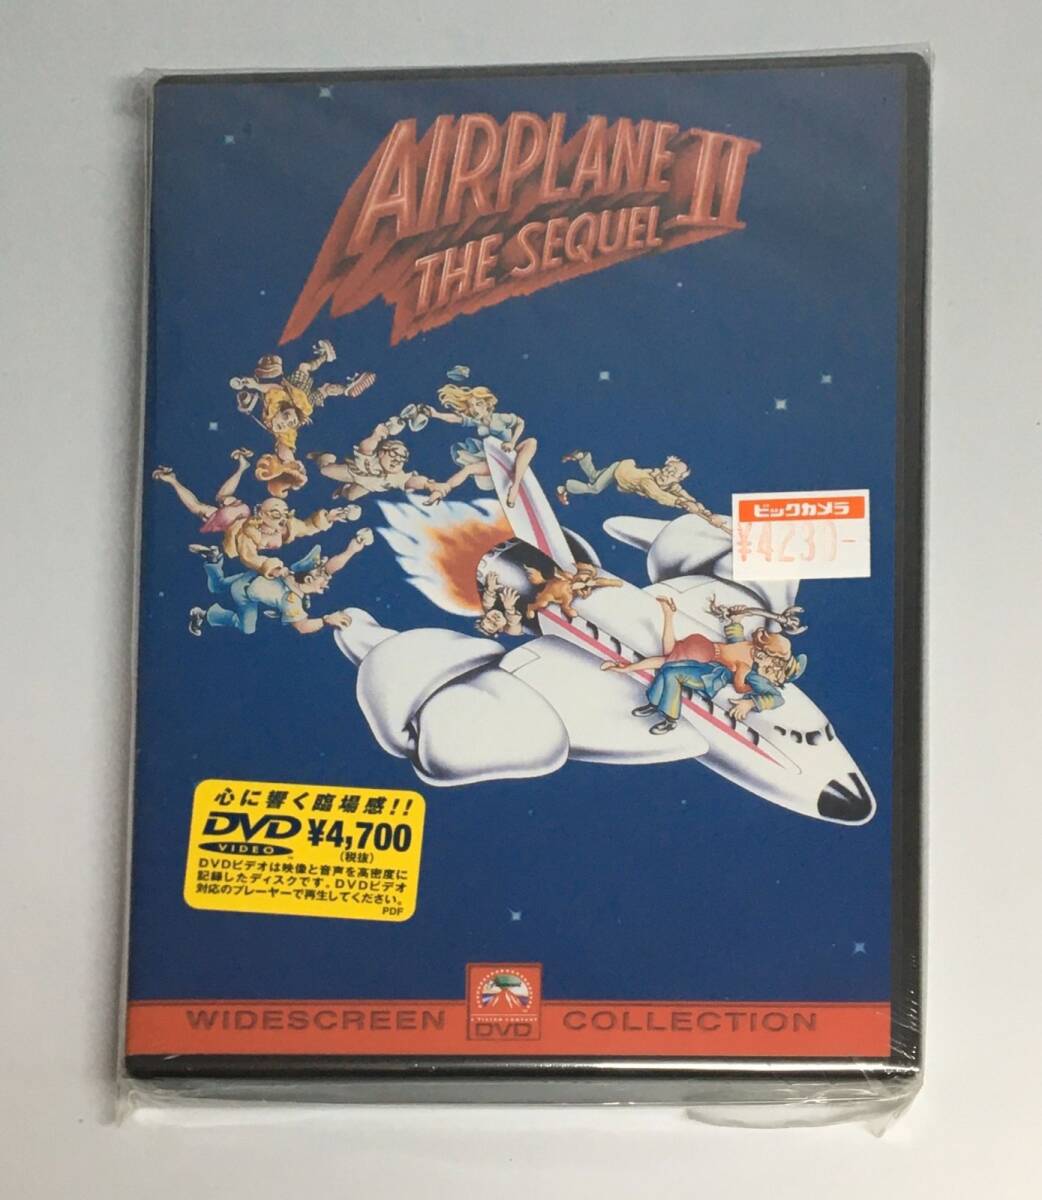 AIRPLANE II
THE SEQUEL
ビックカメラ
¥4230-
心に響く臨場感!!
DVD
VIDEO
¥4,700
(税抜)
DVDビデオは映像と音声を高密度に
記録したディスクです。DVDビデオ
対応のプレーヤーで再生してください。
PDF
WIDESCREEN COLLECTION
A VIACOM COMPANY
DVD